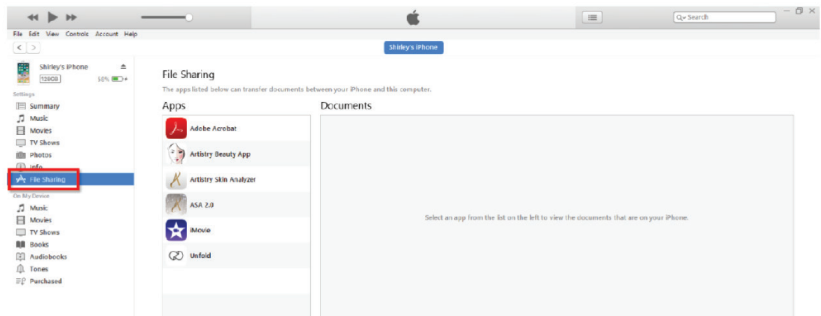 Search
File Edit View Controls Account Help
Shirley's iPhone
Shirley's iPhone
128GB
Settings
Summary
Music
Movies
TV Shows
Photos
Info
File Sharing
On My Device
Music
Movies
TV Shows
Books
Audiobooks
Tones
Purchased
File Sharing
The apps listed below can transfer documents between your iPhone and this computer.
Apps
Adobe Acrobat
Artistry Beauty App
Artistry Skin Analyzer
ASA 2.0
iMovie
Unfold
Documents
Select an app from the list on the left to view the documents that are on your iPhone.